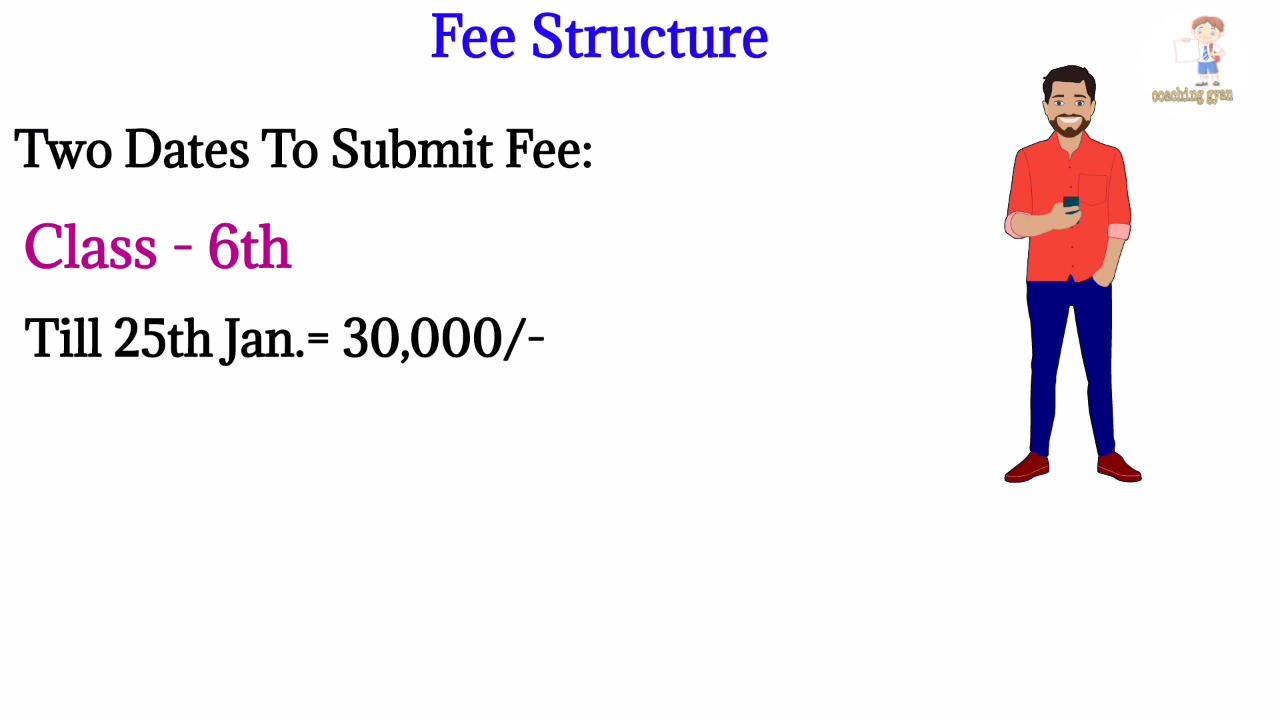 Fee Structure
coaching gyan
Two Dates To Submit Fee:
Class - 6th
Till 25th Jan.= 30,000/-